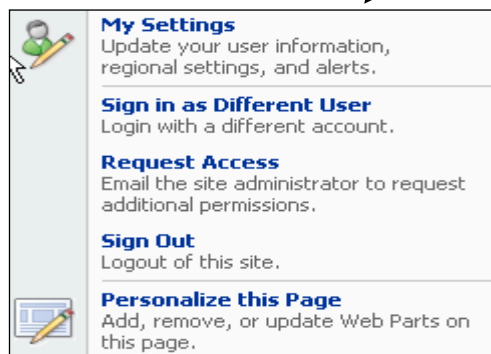 My Settings
Update your user information,
regional settings, and alerts.
Sign in as Different User
Login with a different account.
Request Access
Email the site administrator to request
additional permissions.
Sign Out
Logout of this site.
Personalize this Page
Add, remove, or update Web Parts on
this page.